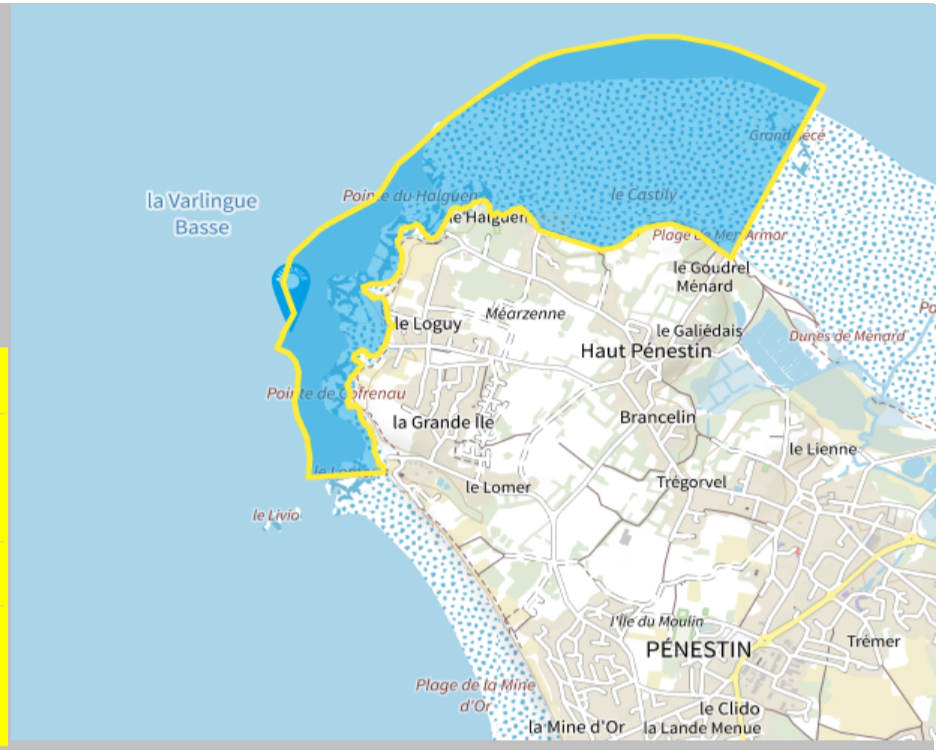 Grand Bécé
Pointe du Halguen
le Castily
la Varlingue
Basse
le Halguen
Plage de Men Armor
le Goudrel
Ménard
Méarzenne
le Loguy
le Galiédais
Dunes de Ménard
Haut Pénestin
Pointe de Cofrenau
la Grande Île
Brancelin
le Lienne
le Lomer
Trégorvel
le Livio
l'Île du Moulin
PÉNESTIN
Trémer
Plage de la Mine
d'Or
le Clido
la Mine d'Or
la Lande Menue